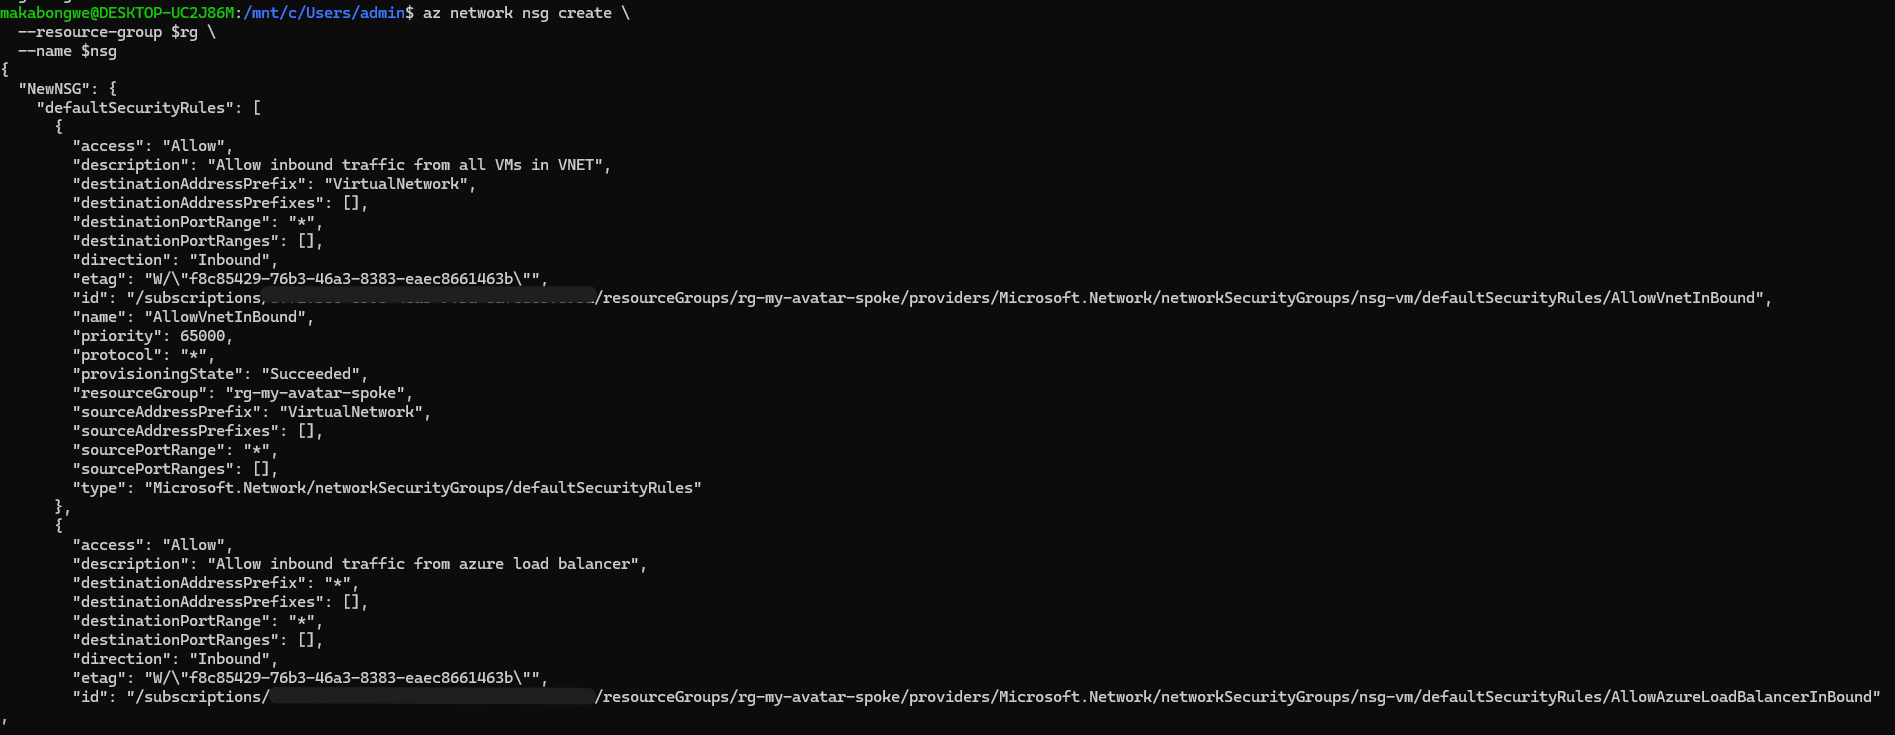 makabongwe@DESKTOP-UC2J86M:/mnt/c/Users/admin$ az network nsg create \
  --resource-group $rg \
  --name $nsg
{
  "NewNSG": {
    "defaultSecurityRules": [
      {
        "access": "Allow",
        "description": "Allow inbound traffic from all VMs in VNET",
        "destinationAddressPrefix": "VirtualNetwork",
        "destinationAddressPrefixes": [],
        "destinationPortRange": "*",
        "destinationPortRanges": [],
        "direction": "Inbound",
        "etag": "W/\"f8c85429-76b3-46a3-8383-eaec8661463b\"",
        "id": "/subscriptions/ /resourceGroups/rg-my-avatar-spoke/providers/Microsoft.Network/networkSecurityGroups/nsg-vm/defaultSecurityRules/AllowVnetInBound",
        "name": "AllowVnetInBound",
        "priority": 65000,
        "protocol": "*",
        "provisioningState": "Succeeded",
        "resourceGroup": "rg-my-avatar-spoke",
        "sourceAddressPrefix": "VirtualNetwork",
        "sourceAddressPrefixes": [],
        "sourcePortRange": "*",
        "sourcePortRanges": [],
        "type": "Microsoft.Network/networkSecurityGroups/defaultSecurityRules"
      },
      {
        "access": "Allow",
        "description": "Allow inbound traffic from azure load balancer",
        "destinationAddressPrefix": "*",
        "destinationAddressPrefixes": [],
        "destinationPortRange": "*",
        "destinationPortRanges": [],
        "direction": "Inbound",
        "etag": "W/\"f8c85429-76b3-46a3-8383-eaec8661463b\"",
        "id": "/subscriptions/ /resourceGroups/rg-my-avatar-spoke/providers/Microsoft.Network/networkSecurityGroups/nsg-vm/defaultSecurityRules/AllowAzureLoadBalancerInBound"
,